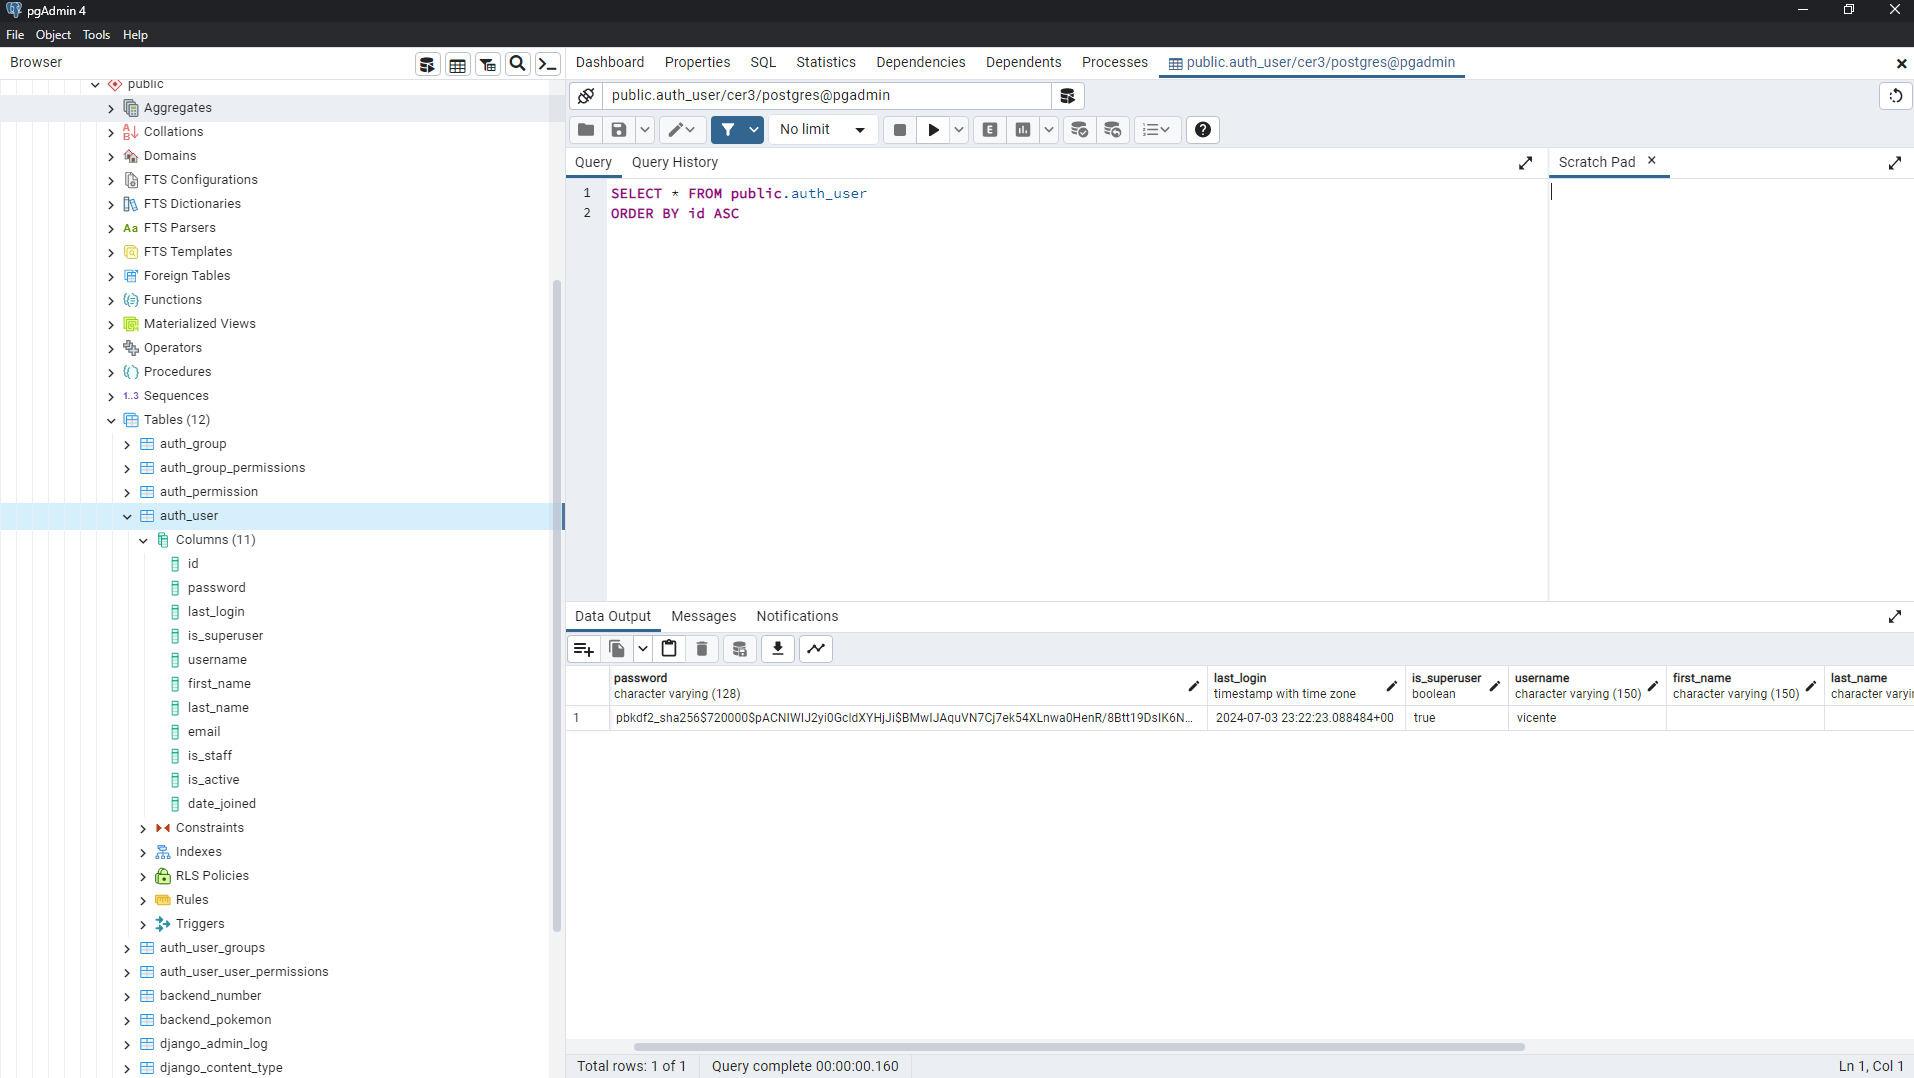 pgAdmin 4
File Object Tools Help
Browser
public
Aggregates
Collations
Domains
FTS Configurations
FTS Dictionaries
FTS Parsers
FTS Templates
Foreign Tables
Functions
Materialized Views
Operators
Procedures
1..3 Sequences
Tables (12)
auth_group
auth_group_permissions
auth_permission
auth_user
Columns (11)
id
password
last_login
is_superuser
username
first_name
last_name
email
is_staff
is_active
date_joined
Constraints
Indexes
RLS Policies
Rules
Triggers
auth_user_groups
auth_user_user_permissions
backend_number
backend_pokemon
django_admin_log
django_content_type
Dashboard Properties SQL Statistics Dependencies Dependents Processes public.auth_user/cer3/postgres@pgadmin
public.auth_user/cer3/postgres@pgadmin
No limit
Query Query History
Scratch Pad
1 SELECT * FROM public.auth_user
2 ORDER BY id ASC
Data Output Messages Notifications
password last_login is_superuser username first_name last_name
character varying (128) timestamp with time zone boolean character varying (150) character varying (150) character varyin
1 2024-07-03 23:22:23.088484+00 true vicente
Total rows: 1 of 1 Query complete 00:00:00.160 Ln 1, Col 1